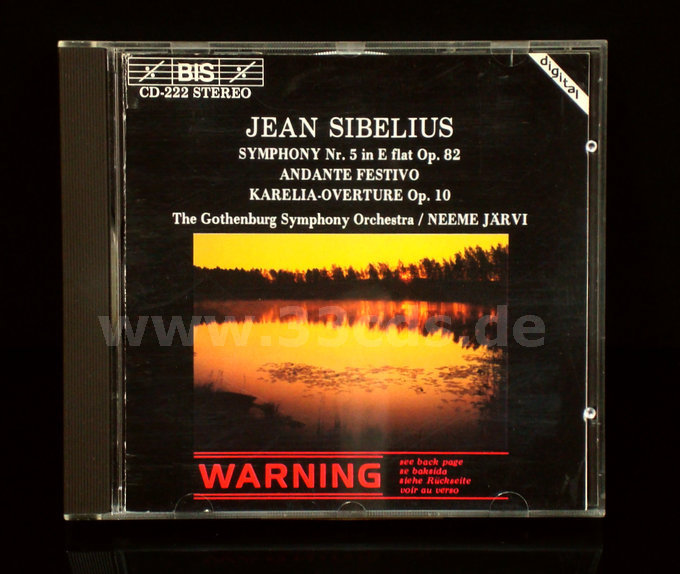 BIS
CD-222 STEREO
digital
JEAN SIBELIUS
SYMPHONY Nr. 5 in E flat Op. 82
ANDANTE FESTIVO
KARELIA-OVERTURE Op. 10
The Gothenburg Symphony Orchestra / NEEME JÄRVI
www.33cds.de
WARNING
see back page
se baksida
siehe Rückseite
voir au verso